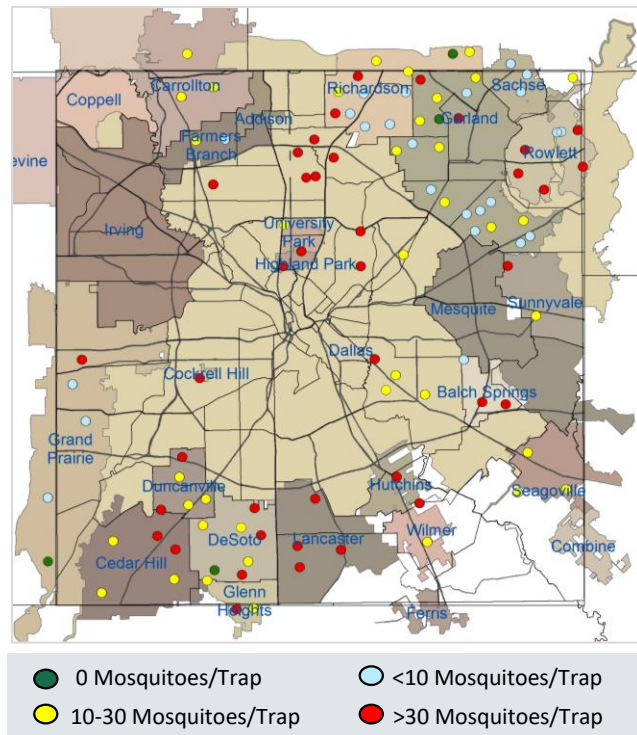 Coppell
Carrollton
Richardson
Sachse
Addison
Garland
Farmers
Branch
evine
Rowlett
Irving
University
Park
Highland Park
Mesquite
Sunnyvale
Dallas
Cockrell Hill
Balch Springs
Grand
Prairie
Duncanville
Hutchins
Seagoville
DeSoto
Lancaster
Wilmer
Combine
Cedar Hill
Glenn
Heights
Ferris
0 Mosquitoes/Trap
<10 Mosquitoes/Trap
10-30 Mosquitoes/Trap
>30 Mosquitoes/Trap